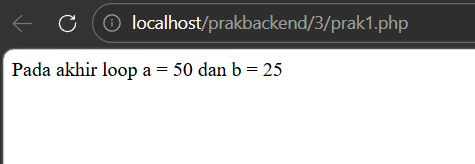 localhost/prakbackend/3/prak1.php
Pada akhir loop a = 50 dan b = 25